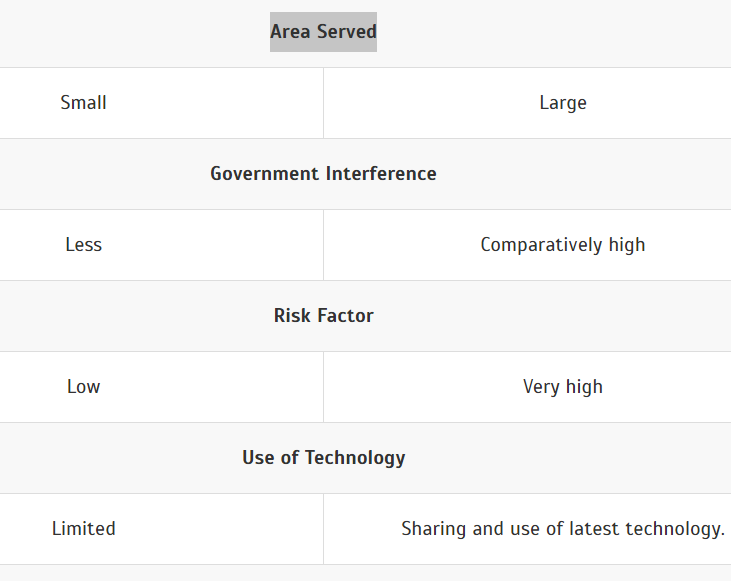 Area Served
Small Large
Government Interference
Less Comparatively high
Risk Factor
Low Very high
Use of Technology
Limited Sharing and use of latest technology.